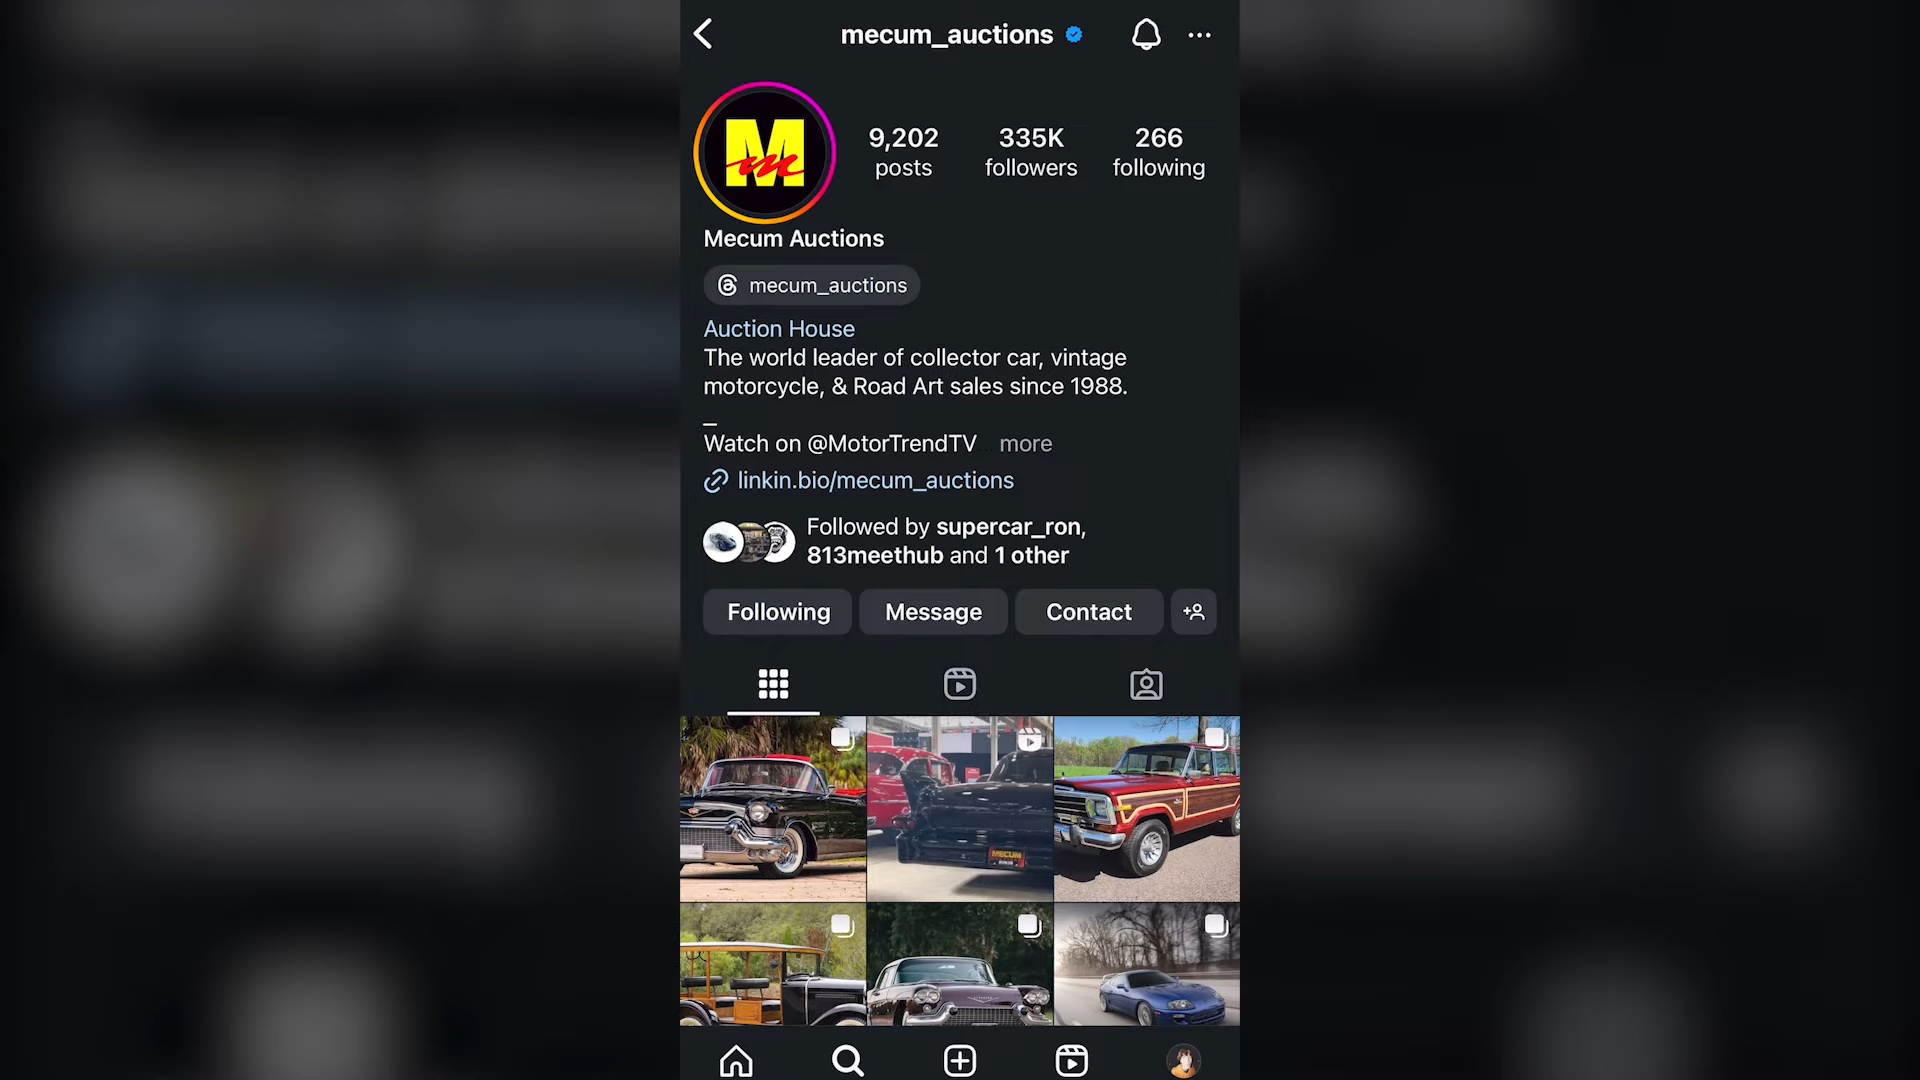 mecum_auctions
9,202
posts
335K
followers
266
following
Mecum Auctions
mecum_auctions
Auction House
The world leader of collector car, vintage
motorcycle, & Road Art sales since 1988.
_
Watch on @MotorTrendTV... more
linkin.bio/mecum_auctions
Followed by supercar_ron,
813meethub and 1 other
Following
Message
Contact
MECUM